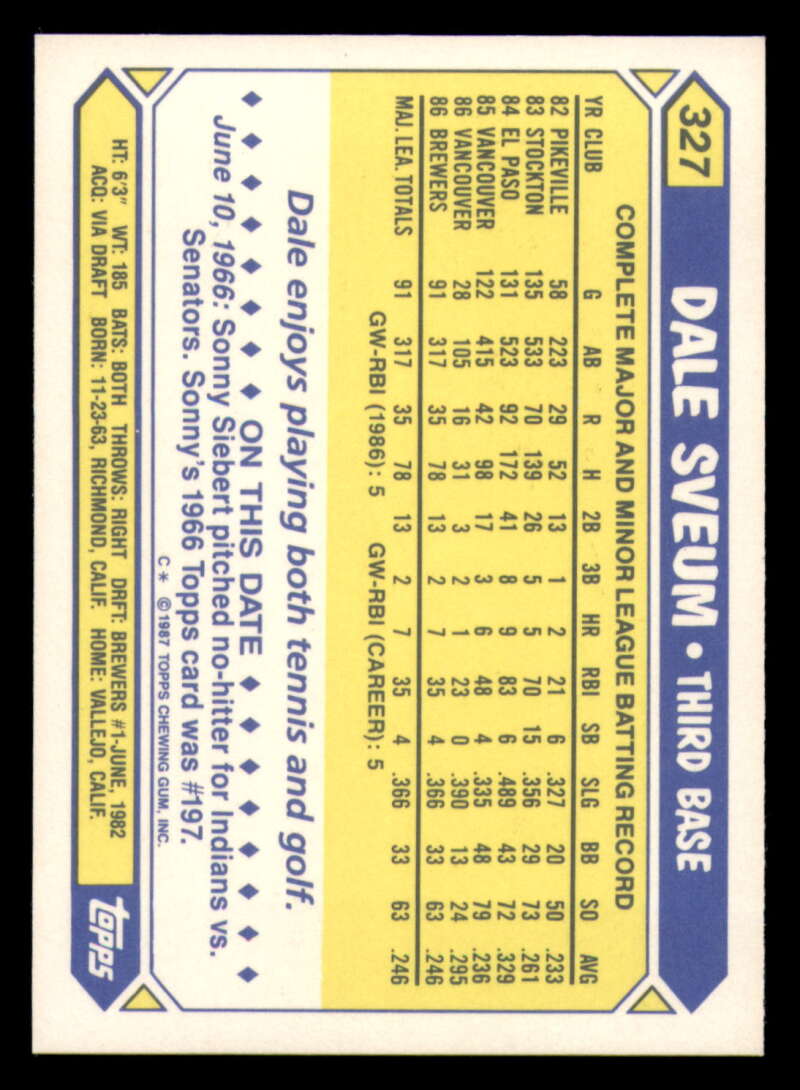 327
DALE SVEUM • THIRD BASE
COMPLETE MAJOR AND MINOR LEAGUE BATTING RECORD
YR CLUB G AB R H 2B 3B HR RBI SB SLG BB SO AVG
82 PIKEVILLE 58 223 29 52 13 1 2 21 6 .327 20 50 .233
83 STOCKTON 135 533 70 139 26 5 5 70 15 .356 29 73 .261
84 EL PASO 131 523 92 172 41 8 9 83 6 .489 43 72 .329
85 VANCOUVER 122 415 42 98 17 3 6 48 4 .335 48 79 .236
86 VANCOUVER 28 105 16 31 3 2 1 23 0 .390 13 24 .295
86 BREWERS 91 317 35 78 13 2 7 35 4 .366 33 63 .246
MAJ. LEA. TOTALS 91 317 35 78 13 2 7 35 4 .366 33 63 .246
GW-RBI (1986): 5 GW-RBI (CAREER): 5
Dale enjoys playing both tennis and golf.
ON THIS DATE
June 10, 1966: Sonny Siebert pitched no-hitter for Indians vs.
Senators. Sonny's 1966 Topps card was #197.
C* ©1987 TOPPS CHEWING GUM, INC.
HT: 6'3" WT: 185 BATS: BOTH THROWS: RIGHT DRFT: BREWERS #1-JUNE, 1982
ACQ: VIA DRAFT BORN: 11-23-63, RICHMOND, CALIF. HOME: VALLEJO, CALIF.
topps